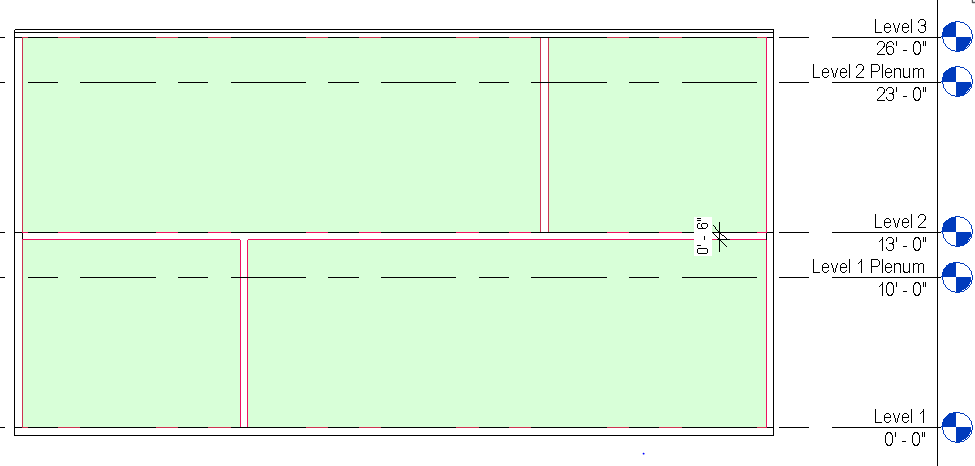 Level 3
26' - 0"
Level 2 Plenum
23' - 0"
0' - 6"
Level 2
13' - 0"
Level 1 Plenum
10' - 0"
Level 1
0' - 0"